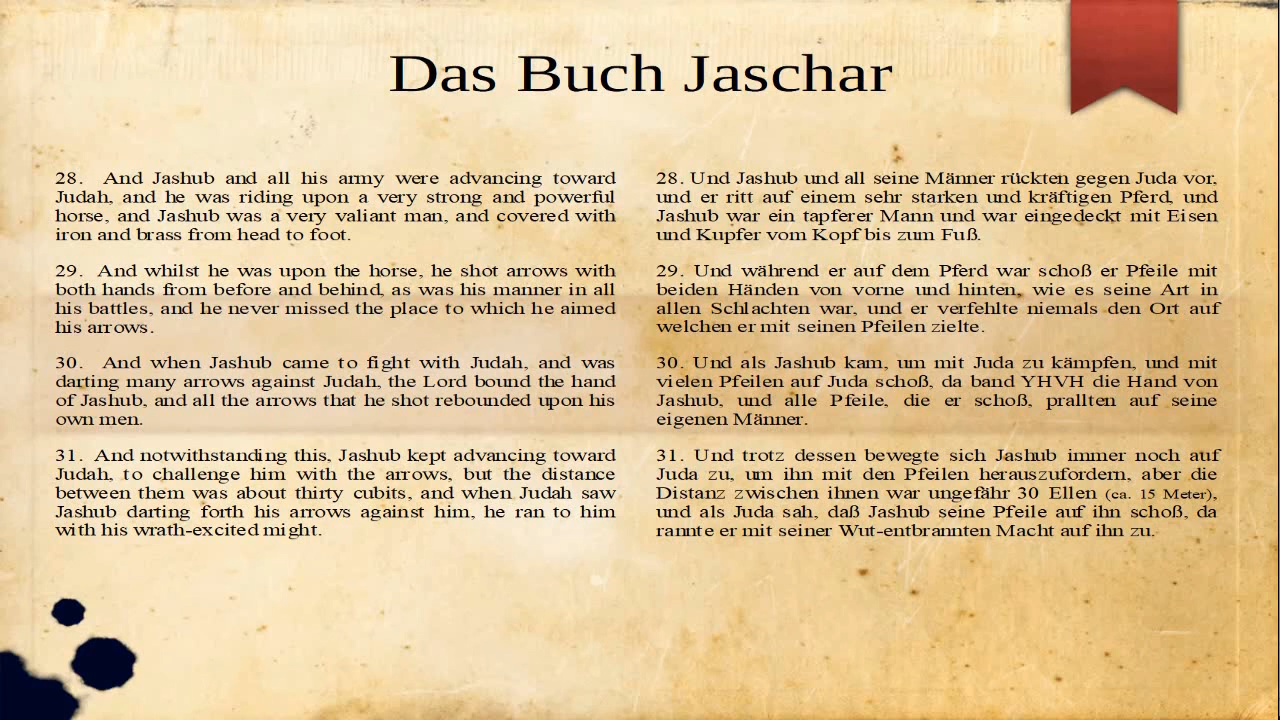 Das Buch Jaschar
28. And Jashub and all his army were advancing toward
Judah, and he was riding upon a very strong and powerful
horse, and Jashub was a very valiant man, and covered with
iron and brass from head to foot.
29. And whilst he was upon the horse, he shot arrows with
both hands from before and behind, as was his manner in all
his battles, and he never missed the place to which he aimed
his arrows.
30. And when Jashub came to fight with Judah, and was
darting many arrows against Judah, the Lord bound the hand
of Jashub, and all the arrows that he shot rebounded upon his
own men.
31. And notwithstanding this, Jashub kept advancing toward
Judah, to challenge him with the arrows, but the distance
between them was about thirty cubits, and when Judah saw
Jashub darting forth his arrows against him, he ran to him
with his wrath-excited might.
28. Und Jashub und all seine Männer rückten gegen Juda vor,
und er ritt auf einem sehr starken und kräftigen Pferd, und
Jashub war ein tapferer Mann und war eingedeckt mit Eisen
und Kupfer vom Kopf bis zum Fuß.
29. Und während er auf dem Pferd war schoß er Pfeile mit
beiden Händen von vorne und hinten, wie es seine Art in
allen Schlachten war, und er verfehlte niemals den Ort auf
welchen er mit seinen Pfeilen zielte.
30. Und als Jashub kam, um mit Juda zu kämpfen, und mit
vielen Pfeilen auf Juda schoß, da band YHVH die Hand von
Jashub, und alle Pfeile, die er schoß, prallten auf seine
eigenen Männer.
31. Und trotz dessen bewegte sich Jashub immer noch auf
Juda zu, um ihn mit den Pfeilen herauszufordern, aber die
Distanz zwischen ihnen war ungefähr 30 Ellen (ca. 15 Meter),
und als Juda sah, daß Jashub seine Pfeile auf ihn schoß, da
rannte er mit seiner Wut-entbrannten Macht auf ihn zu.